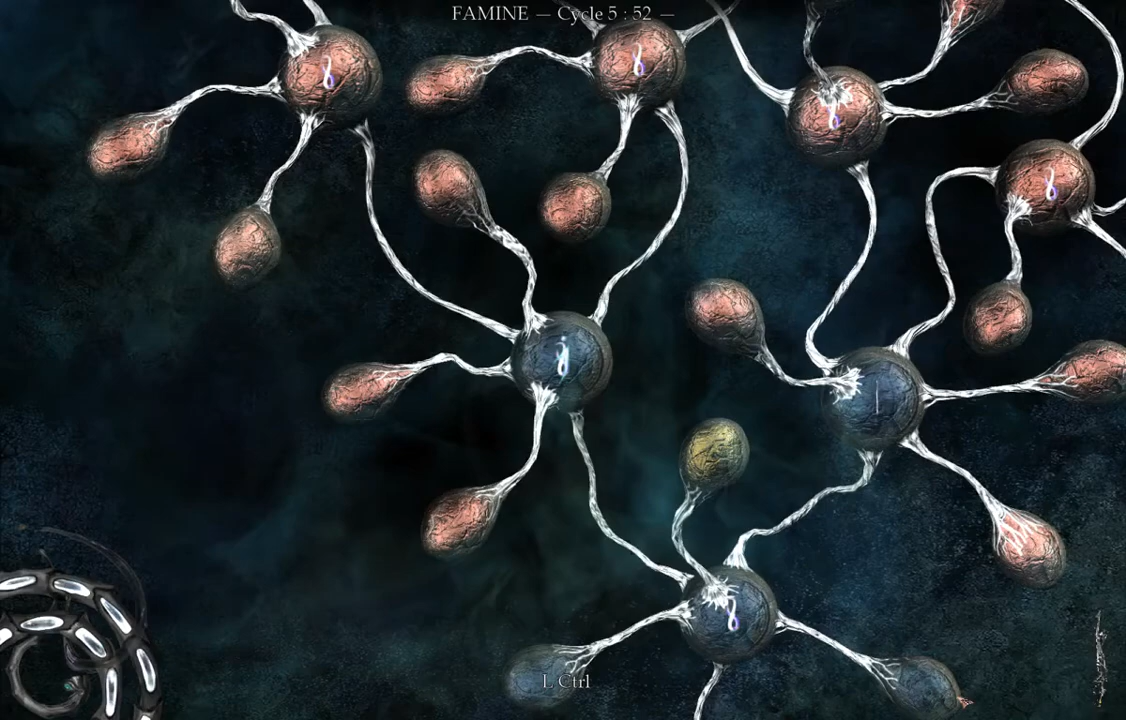 FAMINE — Cycle 5 : 52 —
L Ctrl